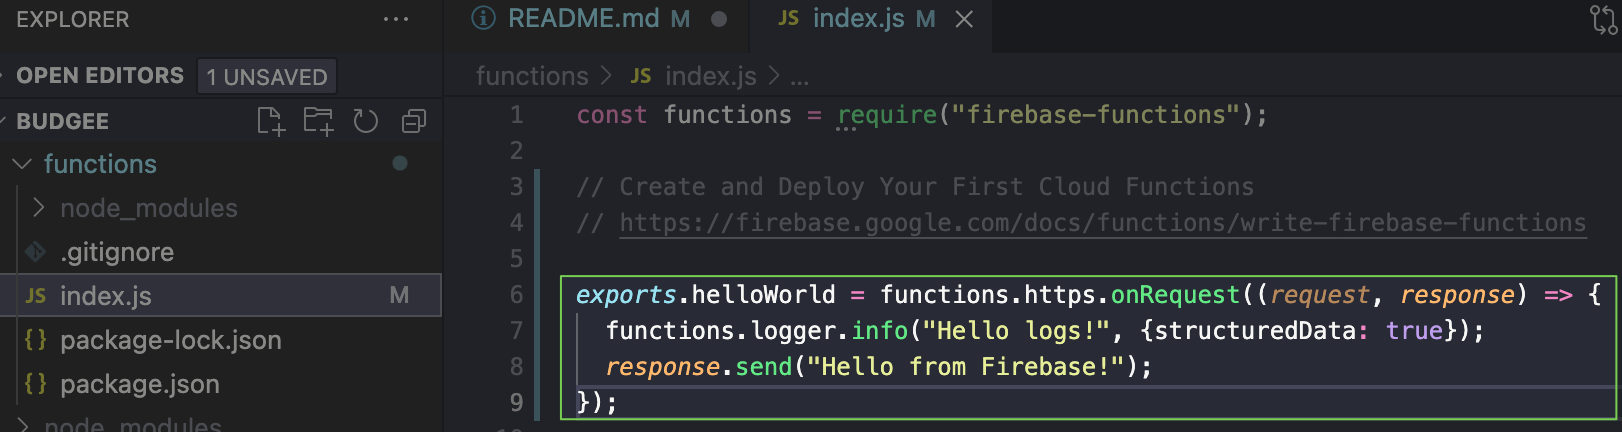 EXPLORER ...
README.md M
JS index.js M
OPEN EDITORS 1 UNSAVED
functions > JS index.js > ...
BUDGEE
functions
node_modules
.gitignore
JS index.js M
{} package-lock.json
{} package.json
node_modules
1 const functions = require("firebase-functions");
2
3 // Create and Deploy Your First Cloud Functions
4 // https://firebase.google.com/docs/functions/write-firebase-functions
5
6 exports.helloWorld = functions.https.onRequest((request, response) => {
7 functions.logger.info("Hello logs!", {structuredData: true});
8 response.send("Hello from Firebase!");
9 });
10